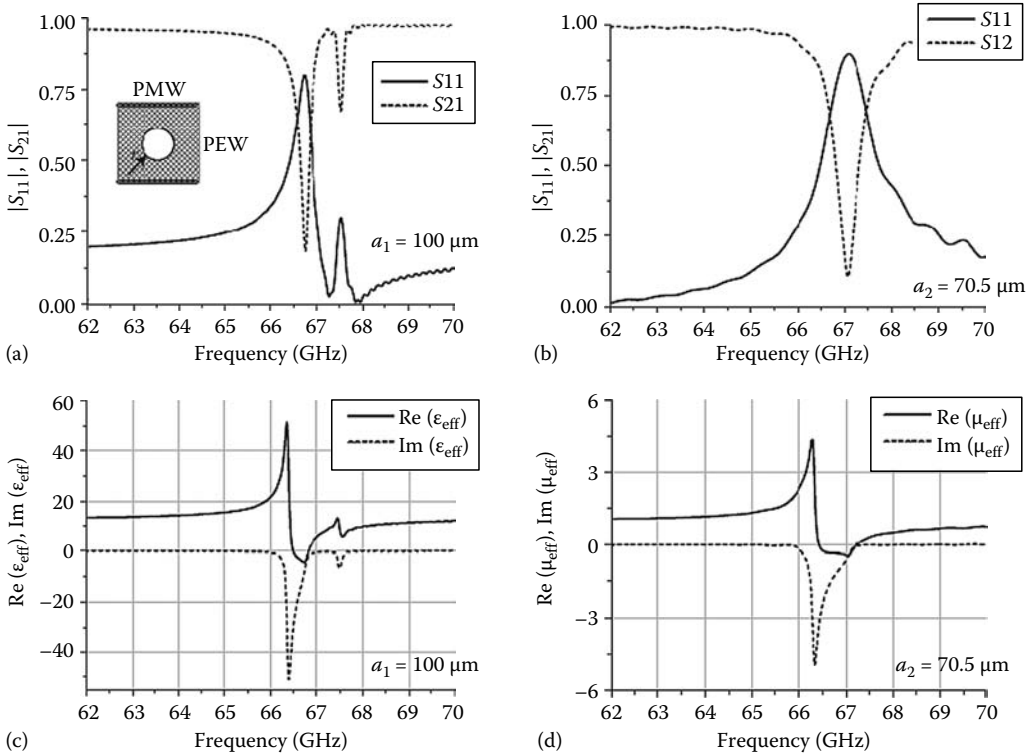 1.00
0.75
0.50
0.25
0.00
|S11|, |S21|
PMW
PEW
S11
S21
a1 = 100 μm
62 63 64 65 66 67 68 69 70
(a)
Frequency (GHz)
1.00
0.75
0.50
0.25
0.00
|S11|, |S21|
S11
S12
a2 = 70.5 μm
62 63 64 65 66 67 68 69 70
(b)
Frequency (GHz)
60
40
20
0
−20
−40
Re (εeff), Im (εeff)
Re (εeff)
Im (εeff)
a1 = 100 μm
62 63 64 65 66 67 68 69 70
(c)
Frequency (GHz)
6
3
0
−3
−6
Re (μeff), Im (μeff)
Re (μeff)
Im (μeff)
a2 = 70.5 μm
62 63 64 65 66 67 68 69 70
(d)
Frequency (GHz)